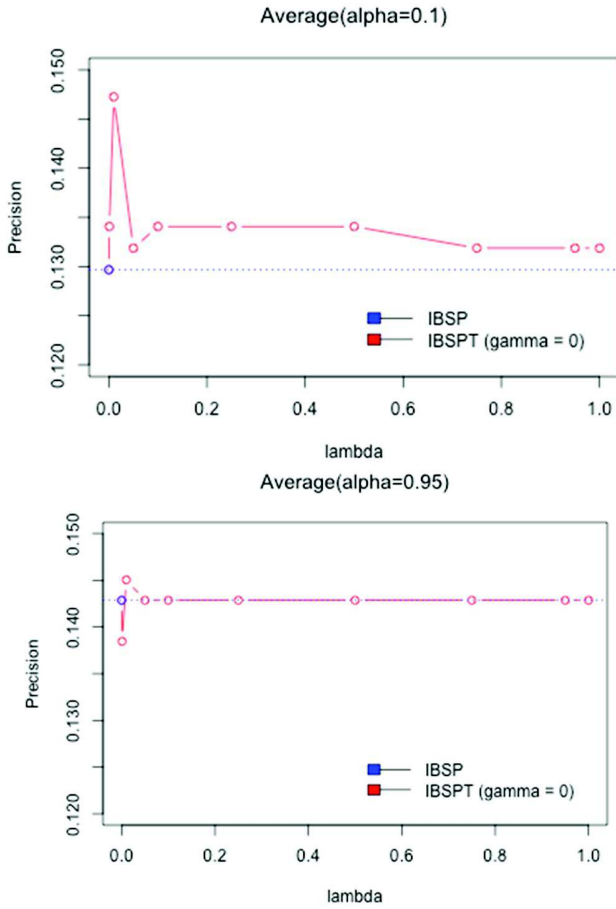 Average(alpha=0.1)
Precision
0.150
0.140
0.130
0.120
IBSP
IBSPT (gamma = 0)
0.0 0.2 0.4 0.6 0.8 1.0
lambda
Average(alpha=0.95)
Precision
0.150
0.140
0.130
0.120
IBSP
IBSPT (gamma = 0)
0.0 0.2 0.4 0.6 0.8 1.0
lambda